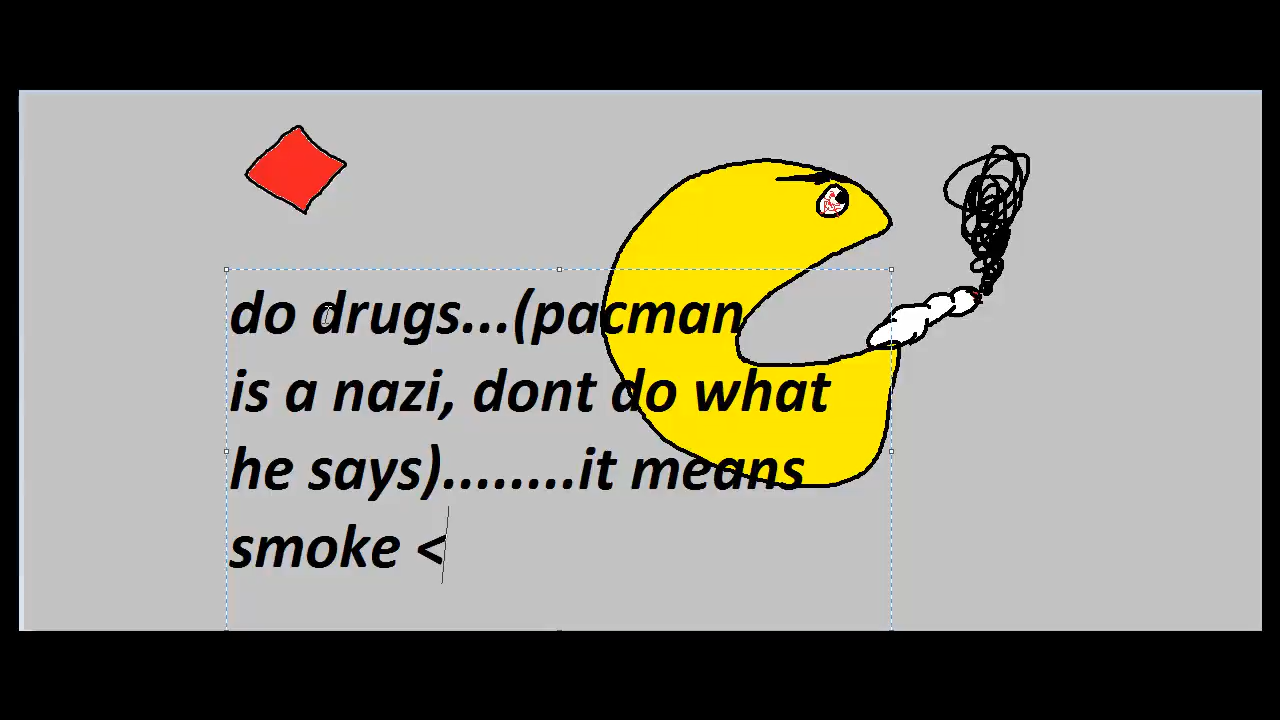 do drugs...(pacman
is a nazi, dont do what
he says)........it means
smoke <